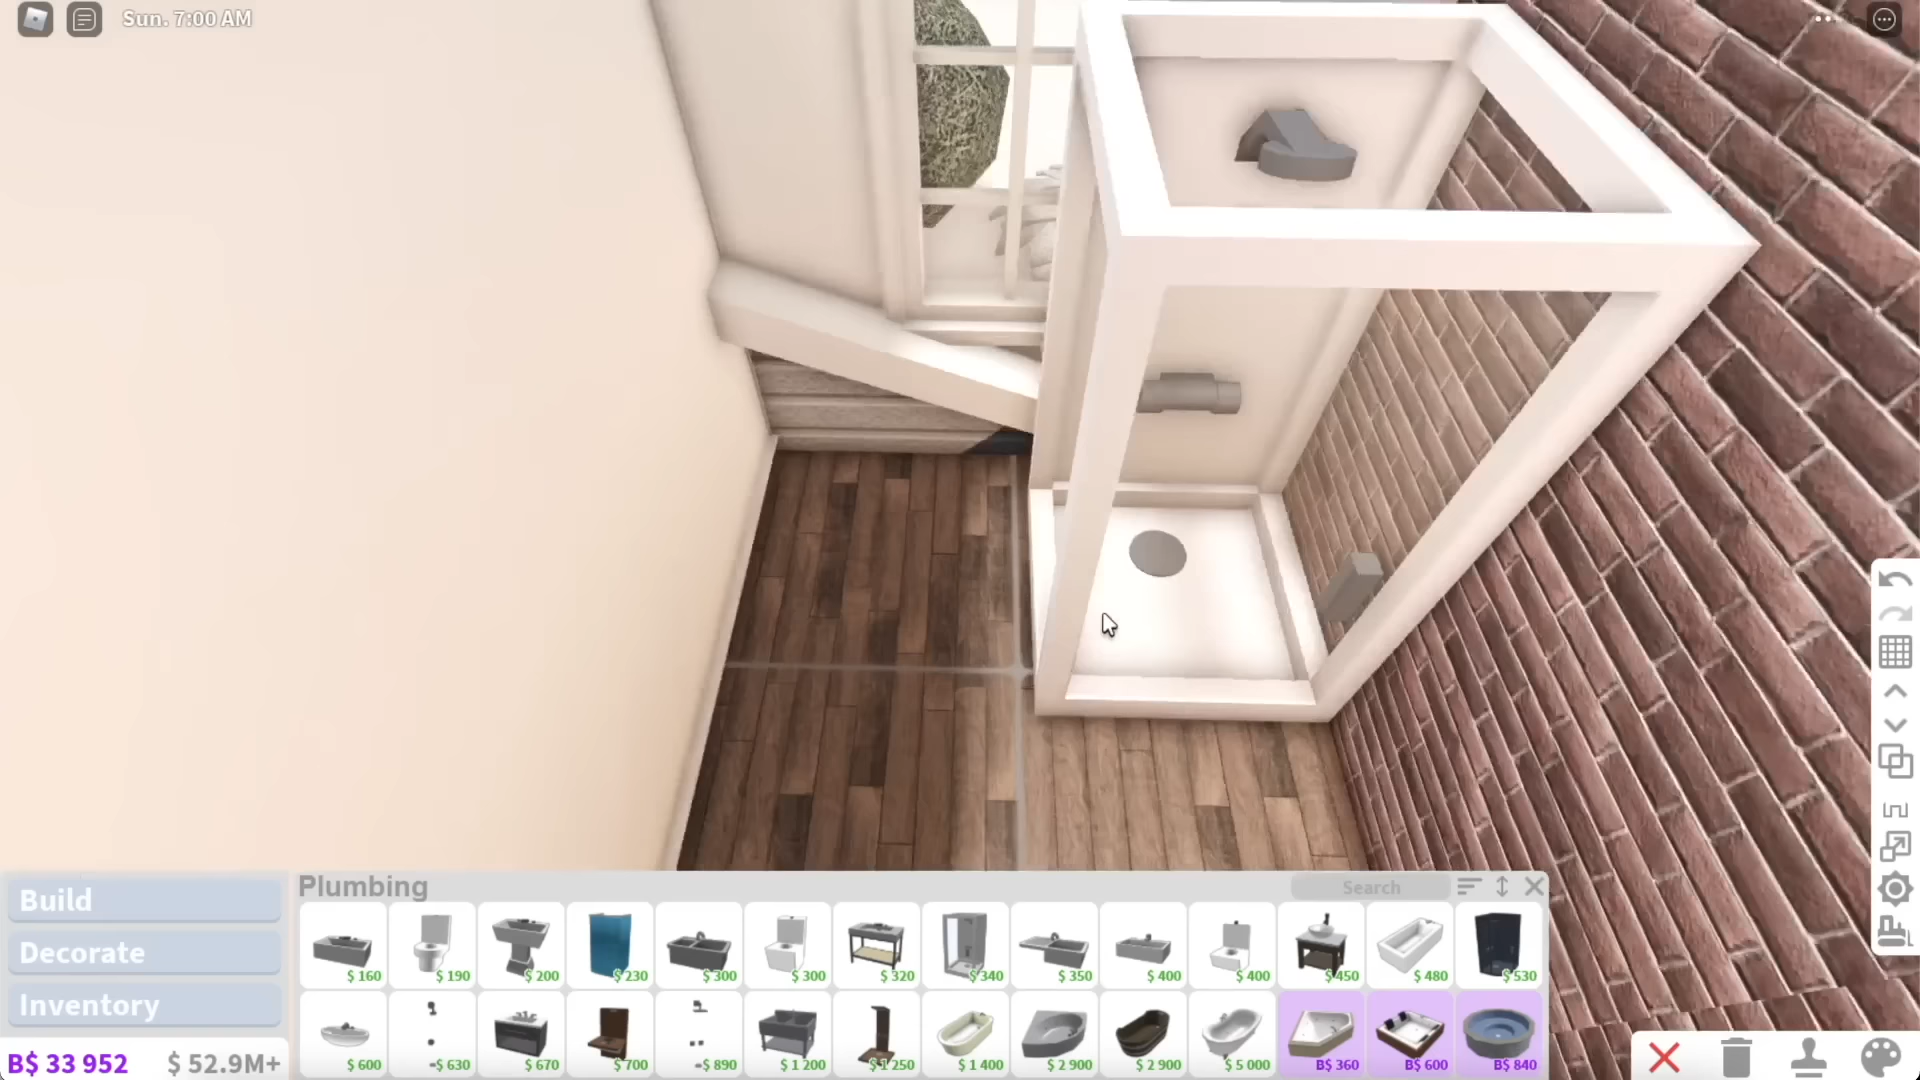 Sun. 7:00 AM
Plumbing
Search
Build
Decorate
Inventory
$ 160
$ 190
$ 200
$ 230
$ 300
$ 300
$ 320
$ 340
$ 350
$ 400
$ 400
$ 450
$ 480
$ 530
$ 600
~$ 630
$ 670
$ 700
~$ 890
$ 1 200
$ 1 250
$ 1 400
$ 2 900
$ 2 900
$ 5 000
B$ 360
B$ 600
B$ 840
B$ 33 952
$ 52.9M+